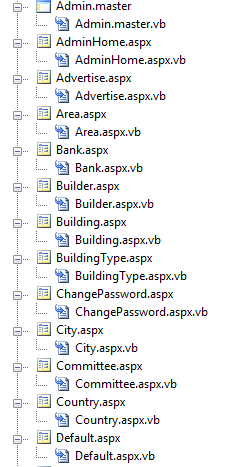 Admin.master
Admin.master.vb
AdminHome.aspx
AdminHome.aspx.vb
Advertise.aspx
Advertise.aspx.vb
Area.aspx
Area.aspx.vb
Bank.aspx
Bank.aspx.vb
Builder.aspx
Builder.aspx.vb
Building.aspx
Building.aspx.vb
BuildingType.aspx
BuildingType.aspx.vb
ChangePassword.aspx
ChangePassword.aspx.vb
City.aspx
City.aspx.vb
Committee.aspx
Committee.aspx.vb
Country.aspx
Country.aspx.vb
Default.aspx
Default.aspx.vb